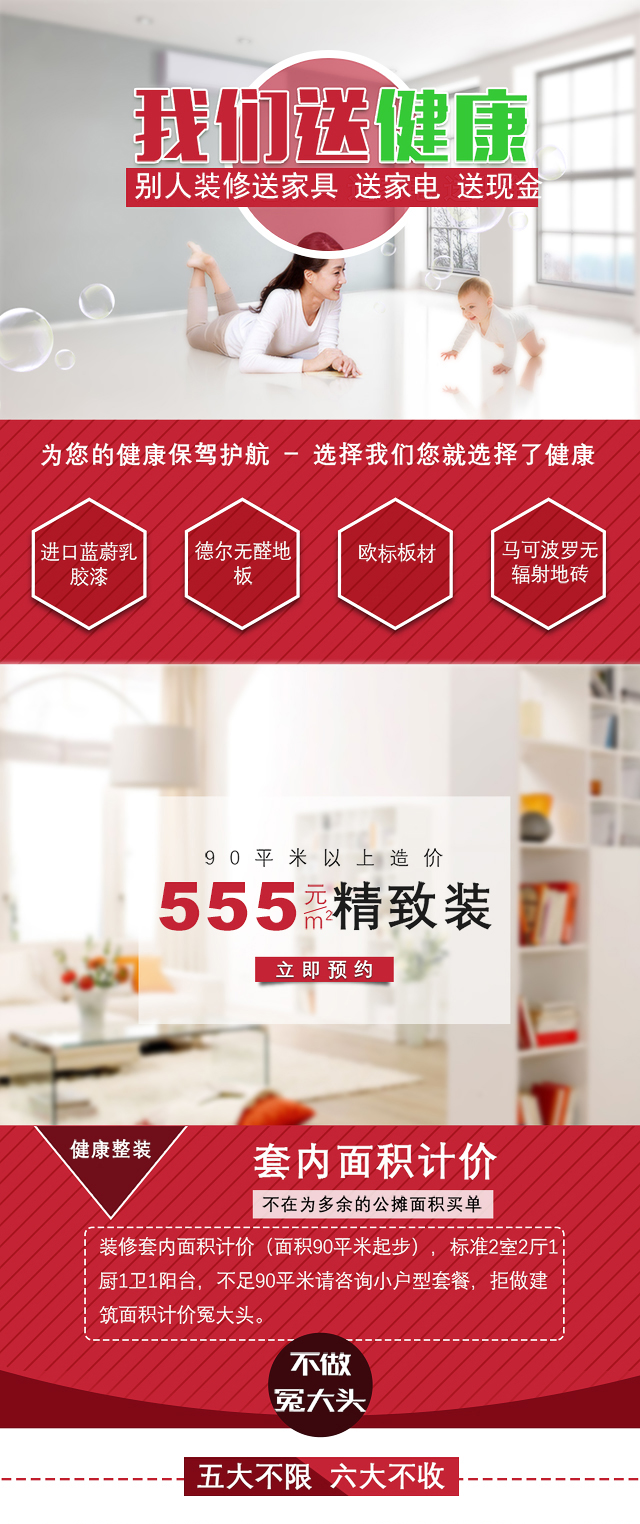 我们送健康
别人装修送家具 送家电 送现金
为您的健康保驾护航 - 选择我们您就选择了健康
进口蓝蔚乳
胶漆
德尔无醛地
板
欧标板材
马可波罗无
辐射地砖
90平米以上造价
555元/m²精致装
立即预约
健康整装
套内面积计价
不在为多余的公摊面积买单
装修套内面积计价（面积90平米起步），标准2室2厅1
厨1卫1阳台，不足90平米请咨询小户型套餐，拒做建
筑面积计价冤大头。
不做
冤大头
五大不限 六大不收